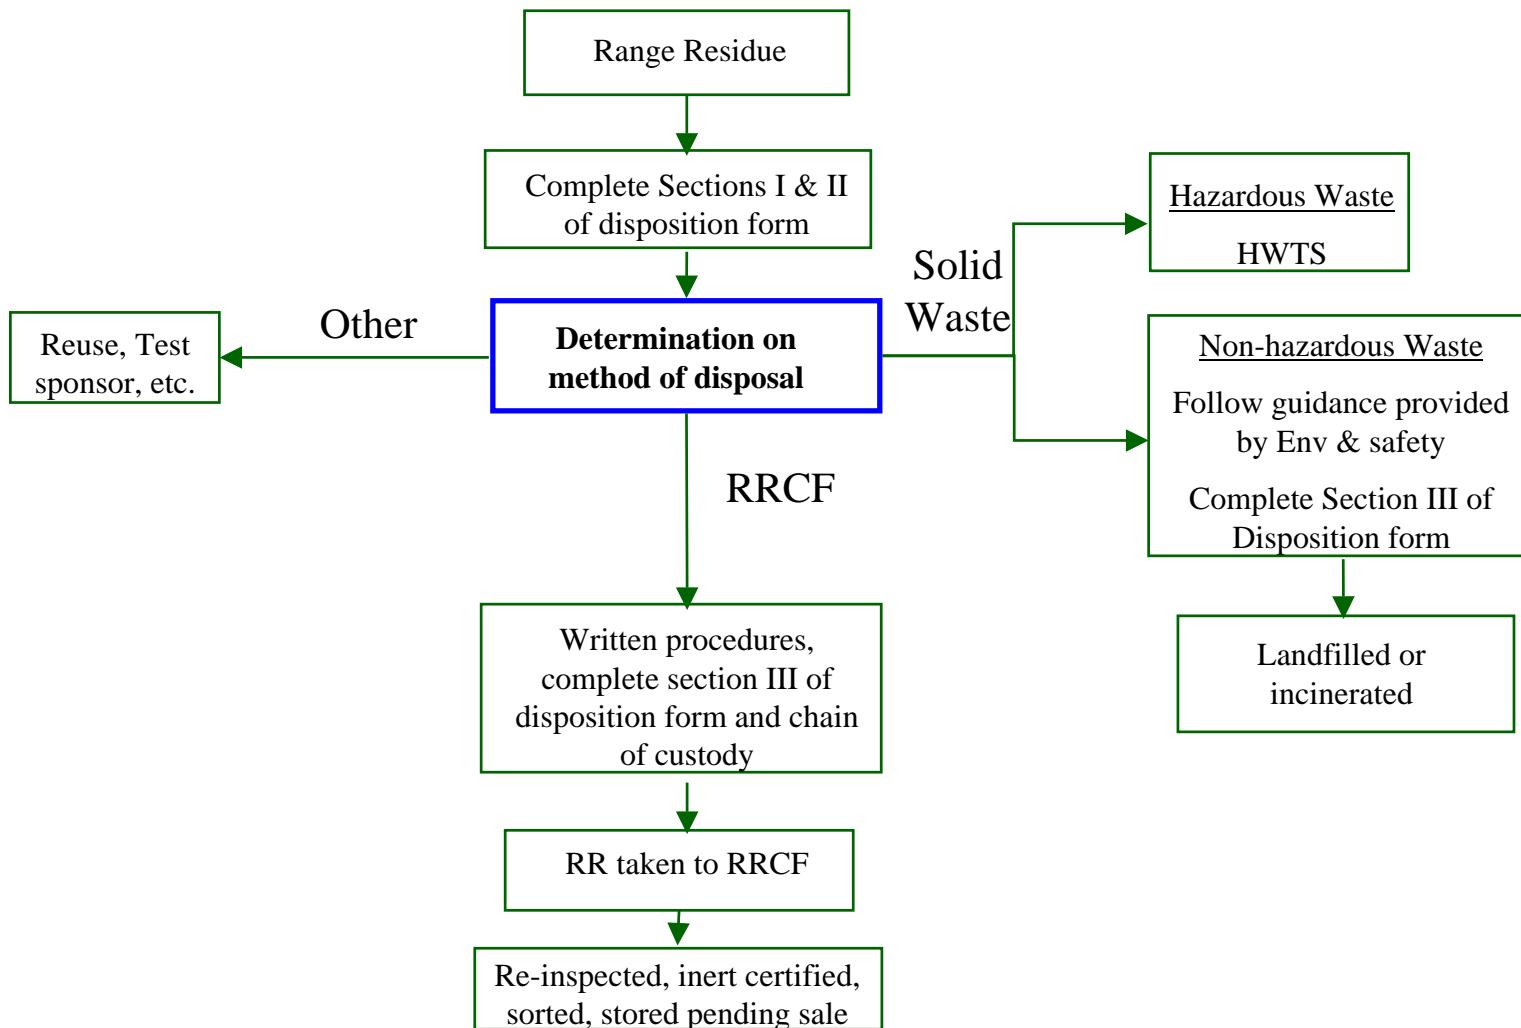 Range Residue
Complete Sections I & II
of disposition form
Solid
Waste
Hazardous Waste
HWTS
Other
Reuse, Test
sponsor, etc.
Determination on
method of disposal
Non-hazardous Waste
Follow guidance provided
by Env & safety
Complete Section III of
Disposition form
RRCF
Written procedures,
complete section III of
disposition form and chain
of custody
Landfilled or
incinerated
RR taken to RRCF
Re-inspected, inert certified,
sorted, stored pending sale